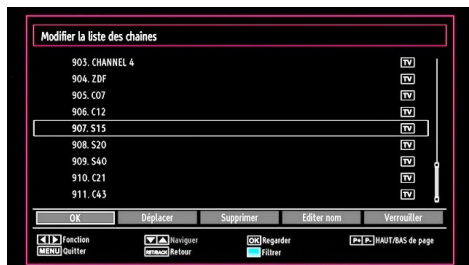 Modifier la liste des chaînes
903. CHANNEL 4 TV
904. ZDF TV
905. C07 TV
906. C12 TV
907. S15 TV
908. S20 TV
909. S40 TV
910. C21 TV
911. C43 TV
OK Déplacer Supprimer Editer nom Verrouiller
Fonction Naviguer OK Regarder P+ P- HAUT/BAS de page
MENU Quitter RET/BACK Retour Filtrer